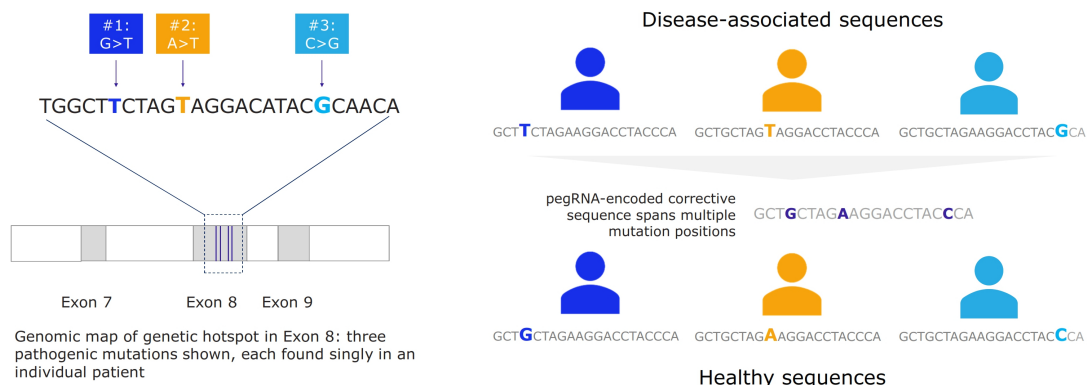 #1:
G>T
#2:
A>T
#3:
C>G
TGGCTTCTAGTAGGACATACGCAACA
Exon 7
Exon 8
Exon 9
Genomic map of genetic hotspot in Exon 8: three
pathogenic mutations shown, each found singly in an
individual patient
Disease-associated sequences
GCTTCTAGAAGGACCTACCCA
GCTGCTAGTAGGACCTACCCA
GCTGCTAGAAGGACCTACGCA
pegRNA-encoded corrective
sequence spans multiple
mutation positions
GCTGCTAGAAGGACCTACCCA
GCTGCTAGAAGGACCTACCCA
GCTGCTAGAAGGACCTACCCA
GCTGCTAGAAGGACCTACCCA
Healthy sequences